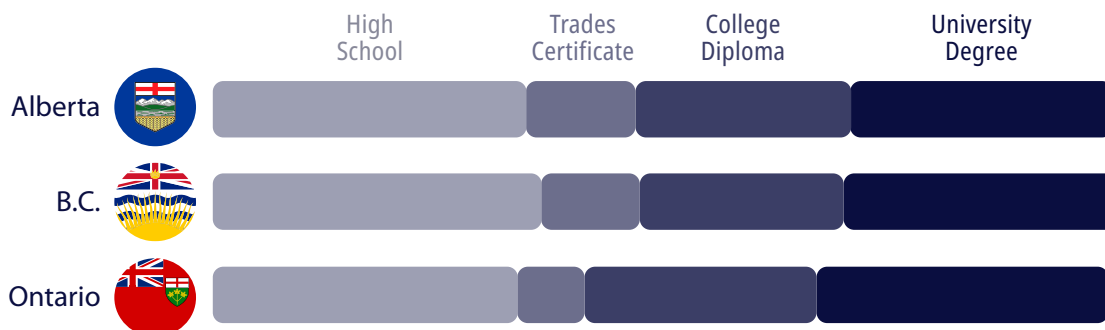 High School
Trades Certificate
College Diploma
University Degree
Alberta
B.C.
Ontario